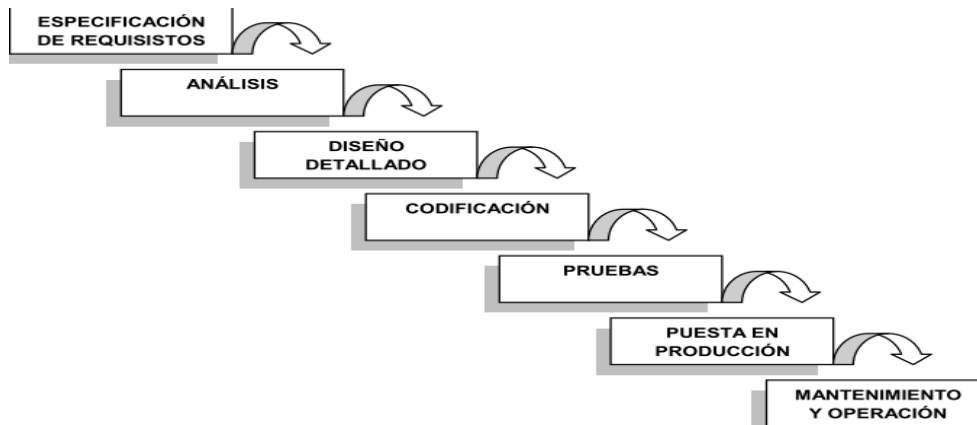 ESPECIFICACIÓN
DE REQUISISTOS
ANÁLISIS
DISEÑO
DETALLADO
CODIFICACIÓN
PRUEBAS
PUESTA EN
PRODUCCIÓN
MANTENIMIENTO
Y OPERACIÓN